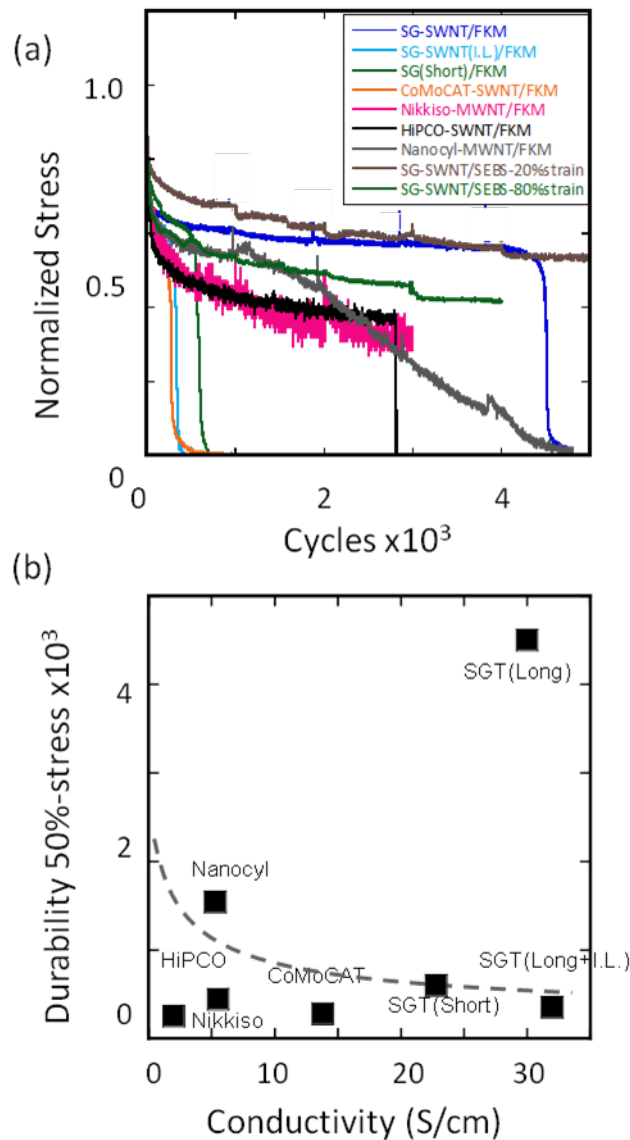 (a)
SG-SWNT/FKM
SG-SWNT(I.L.)/FKM
SG(Short)/FKM
CoMoCAT-SWNT/FKM
Nikkiso-MWNT/FKM
HiPCO-SWNT/FKM
Nanocyl-MWNT/FKM
SG-SWNT/SEBS-20%strain
SG-SWNT/SEBS-80%strain
Normalized Stress
1.0
0.5
0
0 2 4
Cycles x10³
(b)
Durability 50%-stress x10³
4
2
0
SGT(Long)
Nanocyl
HiPCO
CoMoCAT
SGT(Long+I.L.)
SGT(Short)
Nikkiso
0 10 20 30
Conductivity (S/cm)